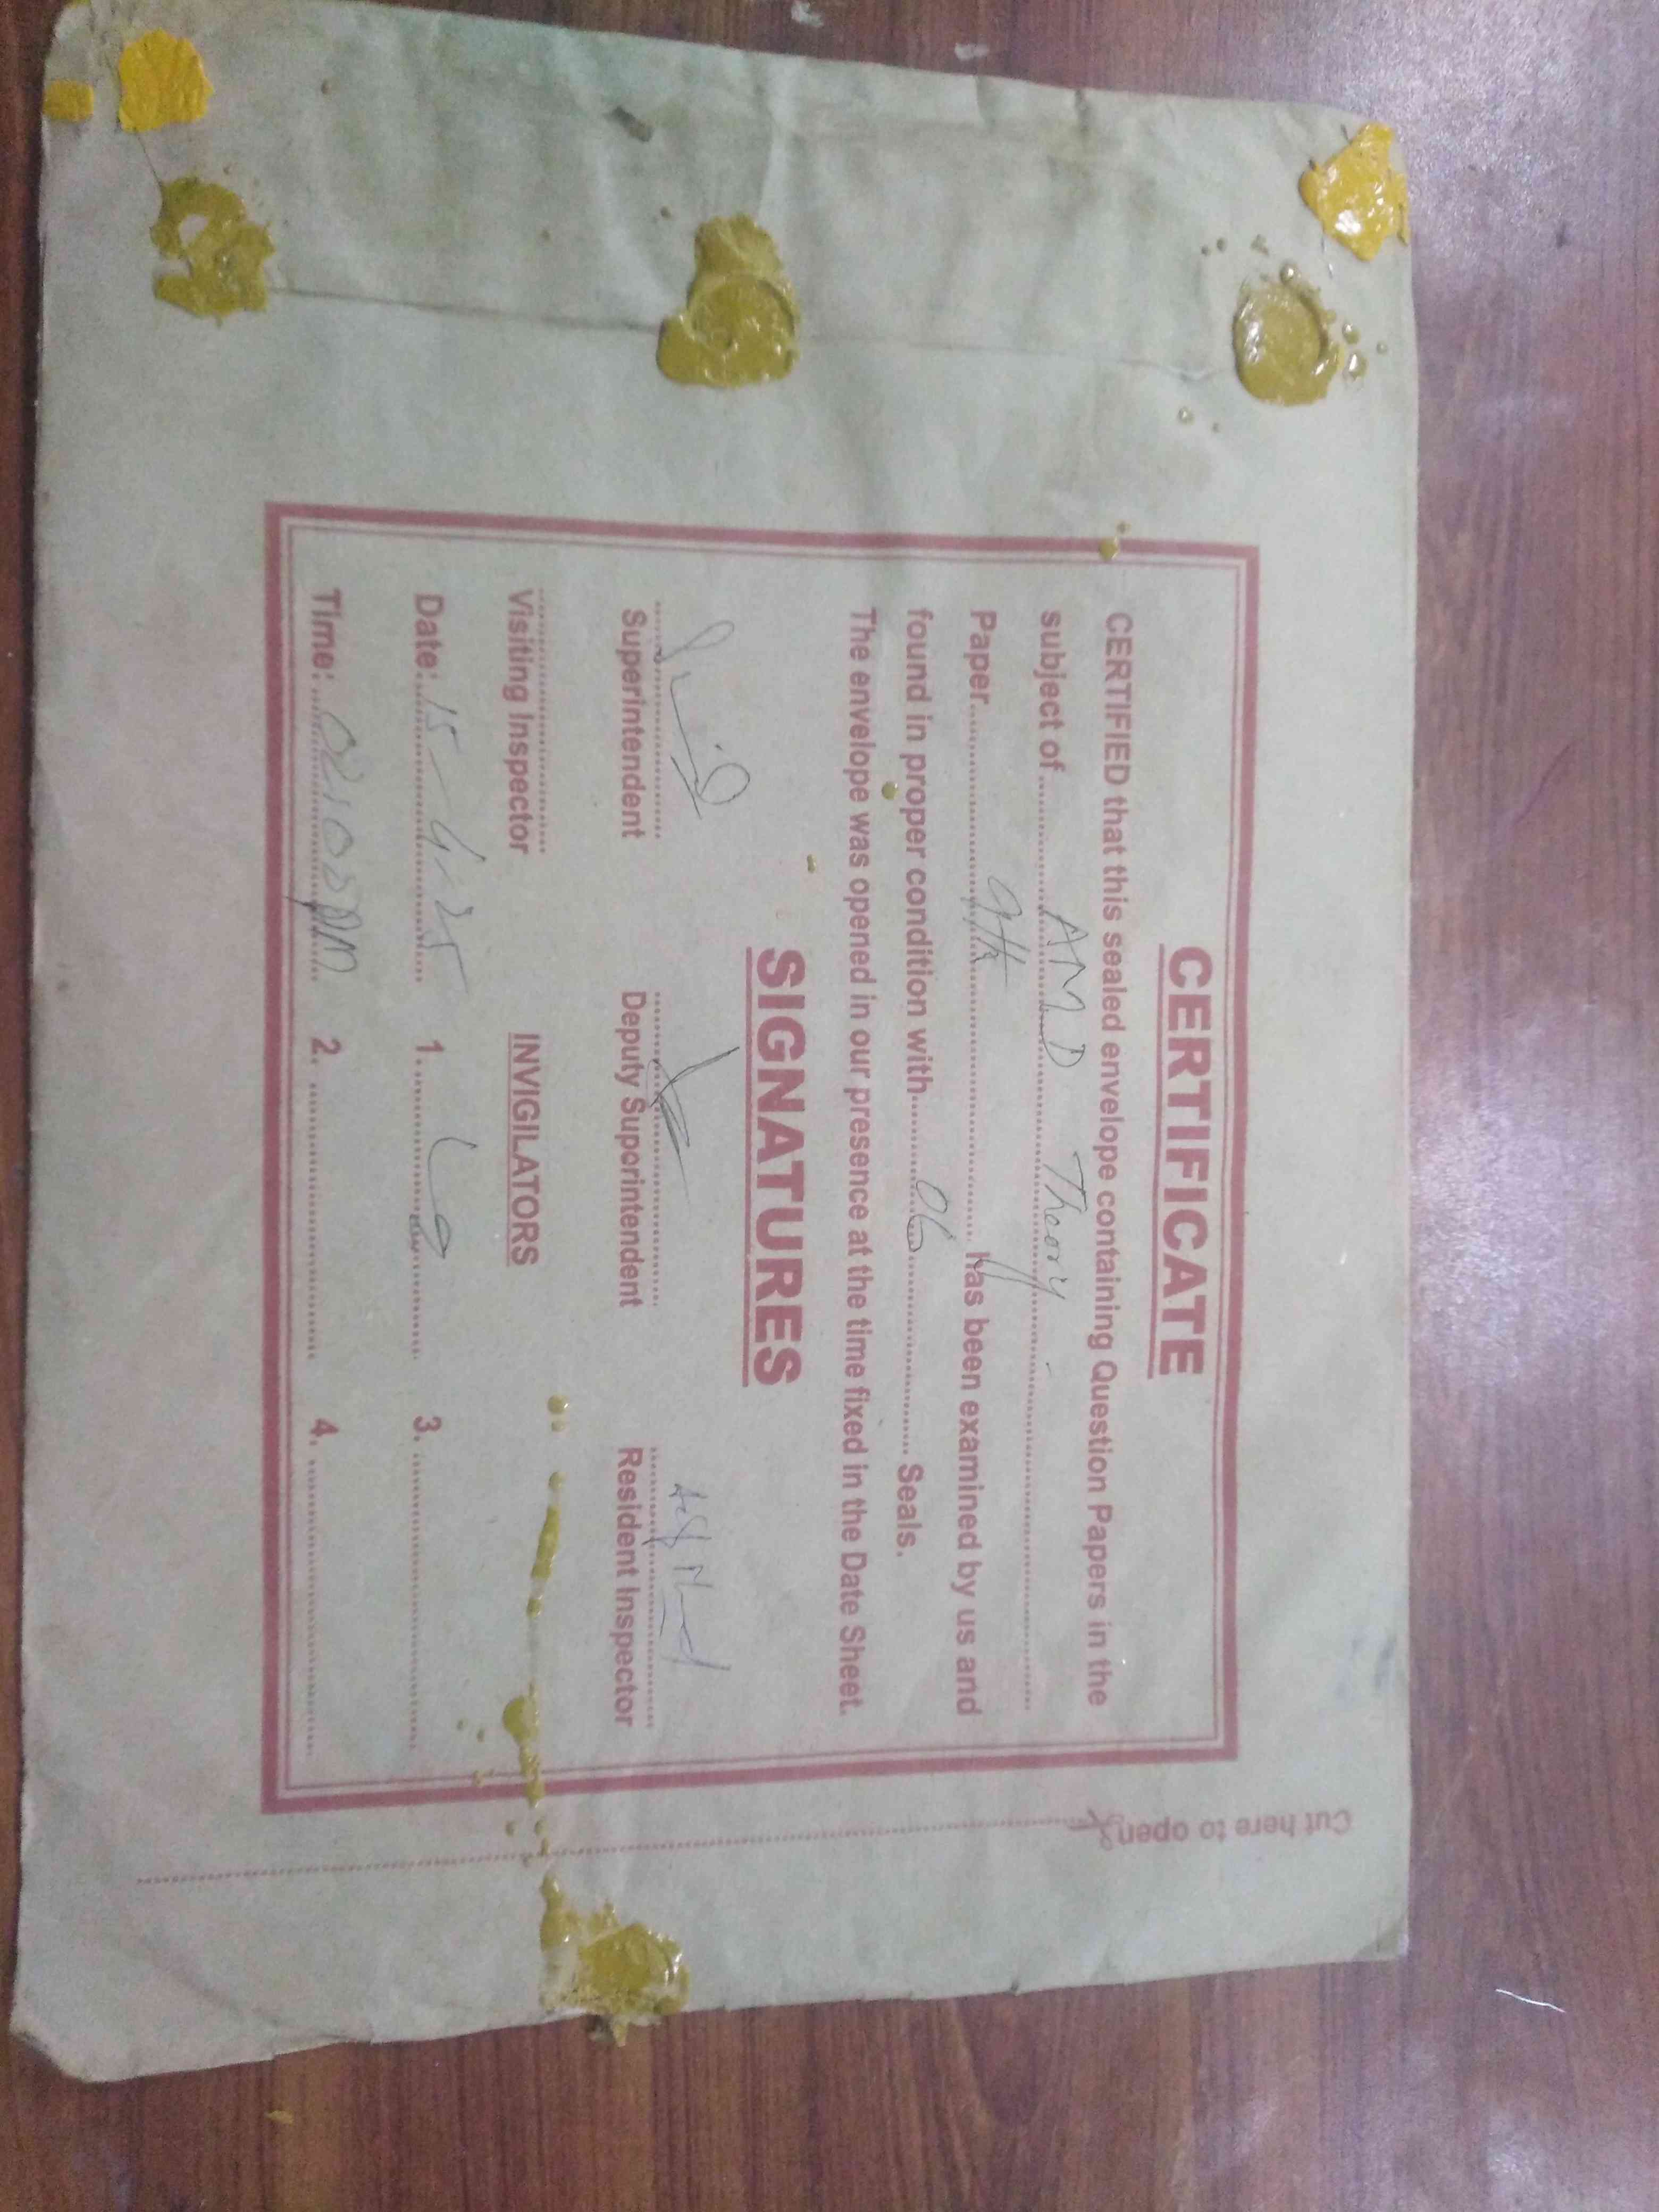 CERTIFICATE
CERTIFIED that this sealed envelope containing Question Papers in the
subject of........ AMD Theory ........
Paper........ 9th ........ has been examined by us and
found in proper condition with........ 06 ........ Seals.
The envelope was opened in our presence at the time fixed in the Date Sheet.
SIGNATURES
Superintendent Deputy Suporintendent Resident Inspector
Visiting Inspector INVIGILATORS
Date: 15-4-25 1. 3.
Time: 02:00PM 2. 4.
Cut here to open